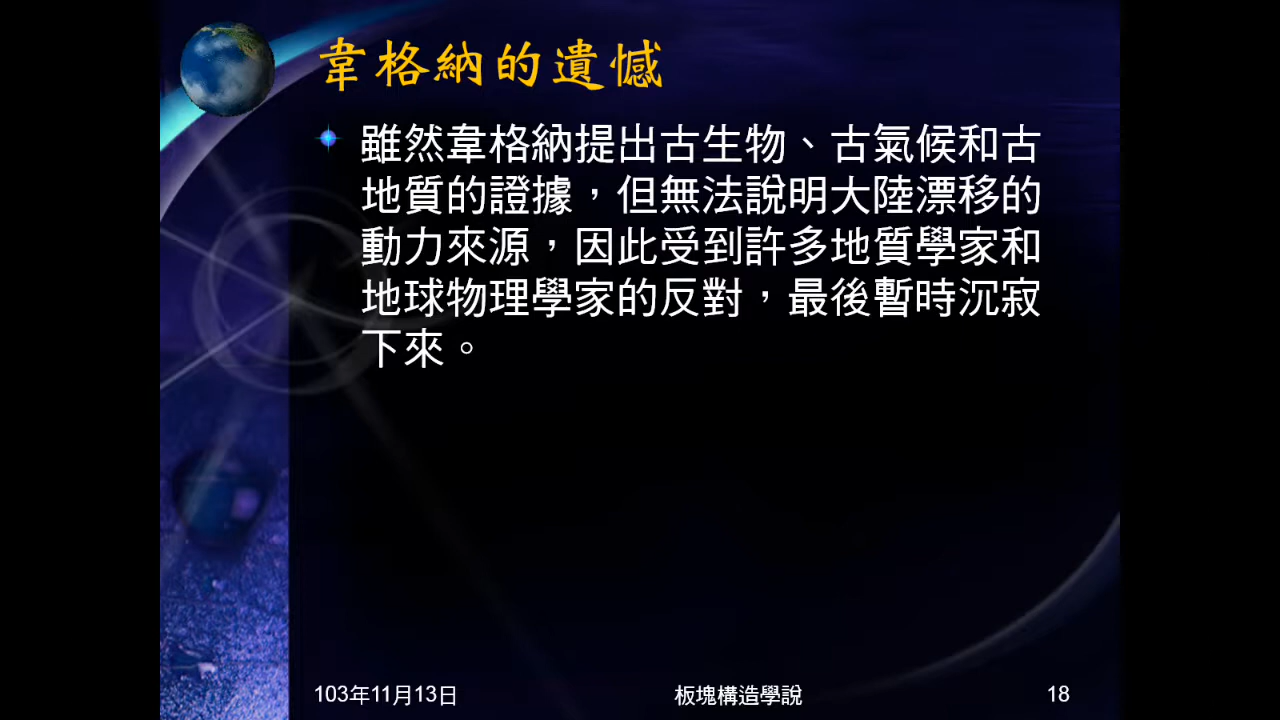 韋格納的遺憾
雖然韋格納提出古生物、古氣候和古
地質的證據，但無法說明大陸漂移的
動力來源，因此受到許多地質學家和
地球物理學家的反對，最後暫時沉寂
下來。
103年11月13日
板塊構造學說
18